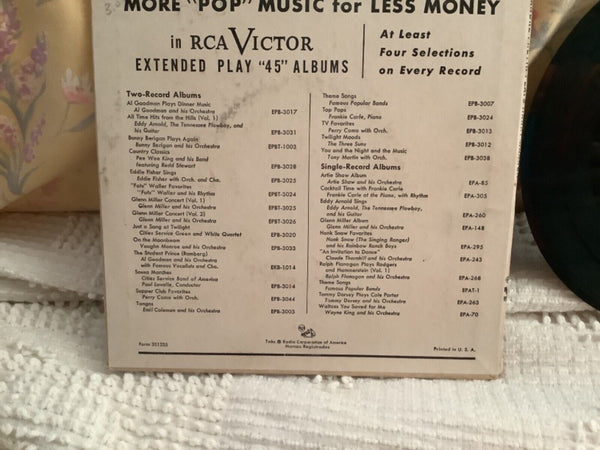 MORE "POP" MUSIC for LESS MONEY
in RCA VICTOR
EXTENDED PLAY "45" ALBUMS
At Least
Four Selections
on Every Record
Two-Record Albums
Al Goodman Plays Dinner Music
Al Goodman and his Orchestra EPB-3017
All Time Hits from the Hills (Vol. 1)
Eddy Arnold, The Tennessee Plowboy, and
his Guitar EPB-3031
Bunny Berigan Plays Again
Bunny Berigan and his Orchestra EPBT-1003
Country Classics
Pee Wee King and his Band
featuring Redd Stewart EPB-3028
Eddie Fisher Sings
Eddie Fisher with Orch. and Cho. EPB-3025
"Fats" Waller Favorites
"Fats" Waller and his Rhythm EPBT-3024
Glenn Miller Concert (Vol. 1)
Glenn Miller and his Orchestra EPBT-3025
Glenn Miller Concert (Vol. 2)
Glenn Miller and his Orchestra EPBT-3026
Just a Song at Twilight
Cities Service Green and White Quartet EPB-3020
On the Moonbeam
Vaughn Monroe and his Orchestra EPB-3033
The Student Prince (Romberg)
Al Goodman and his Orchestra
with Famous Vocalists and Cho. EKB-1014
Sousa Marches
Cities Service Band of America
Paul Lavalle, Conductor EPB-3014
Supper Club Favorites
Perry Como with Orch. EPB-3044
Tangos
Emil Coleman and his Orchestra EPB-3003
Theme Songs
Famous Popular Bands EPB-3007
Top Pops
Frankie Carle, Piano EPB-3024
TV Favorites
Perry Como with Orch. EPB-3013
Twilight Moods
The Three Suns EPB-3012
You and the Night and the Music
Tony Martin with Orch. EPB-3038
Single-Record Albums
Artie Shaw Album
Artie Shaw and his Orchestra EPA-85
Cocktail Time with Frankie Carle
Frankie Carle at the Piano, with Rhythm EPA-305
Eddy Arnold Sings
Eddy Arnold, The Tennessee Plowboy,
and his Guitar EPA-260
Glenn Miller Album
Glenn Miller and his Orchestra EPA-148
Hank Snow Favorites
Hank Snow (The Singing Ranger)
and his Rainbow Ranch Boys EPA-295
"An Invitation to Dance"
Claude Thornhill and his Orchestra EPA-243
Ralph Flanagan Plays Rodgers
and Hammerstein (Vol. 1)
Ralph Flanagan and his Orchestra EPA-268
Theme Songs
Famous Popular Bands EPAT-1
Tommy Dorsey Plays Cole Porter
Tommy Dorsey and his Orchestra EPA-263
Waltzes You Saved for Me
Wayne King and his Orchestra EPA-70
Tmks ® Radio Corporation of America
Marcas Registradas
Form 3S1235
Printed in U. S. A.